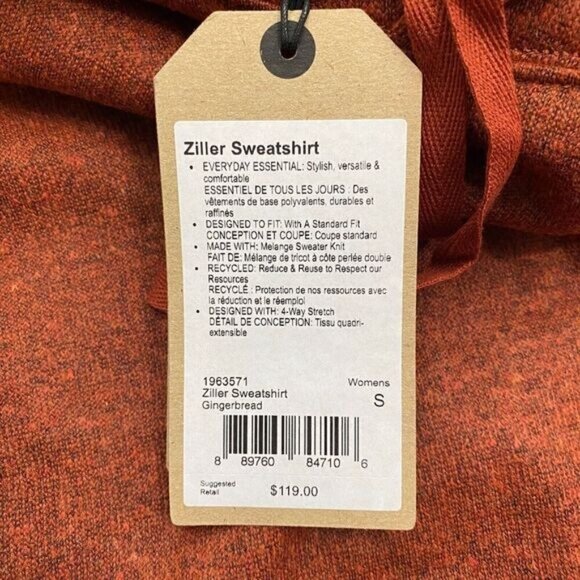 Ziller Sweatshirt
• EVERYDAY ESSENTIAL: Stylish, versatile &
comfortable
ESSENTIEL DE TOUS LES JOURS : Des
vêtements de base polyvalents, durables et
raffinés
• DESIGNED TO FIT: With A Standard Fit
CONCEPTION ET COUPE: Coupe standard
• MADE WITH: Melange Sweater Knit
FAIT DE: Mélange de tricot à côte perlée double
• RECYCLED: Reduce & Reuse to Respect our
Resources
RECYCLÉ : Protection de nos ressources avec
la réduction et le réemploi
• DESIGNED WITH: 4-Way Stretch
DÉTAIL DE CONCEPTION: Tissu quadri-
extensible
1963571 Womens
Ziller Sweatshirt S
Gingerbread
8 89760 84710 6
Suggested
Retail $119.00